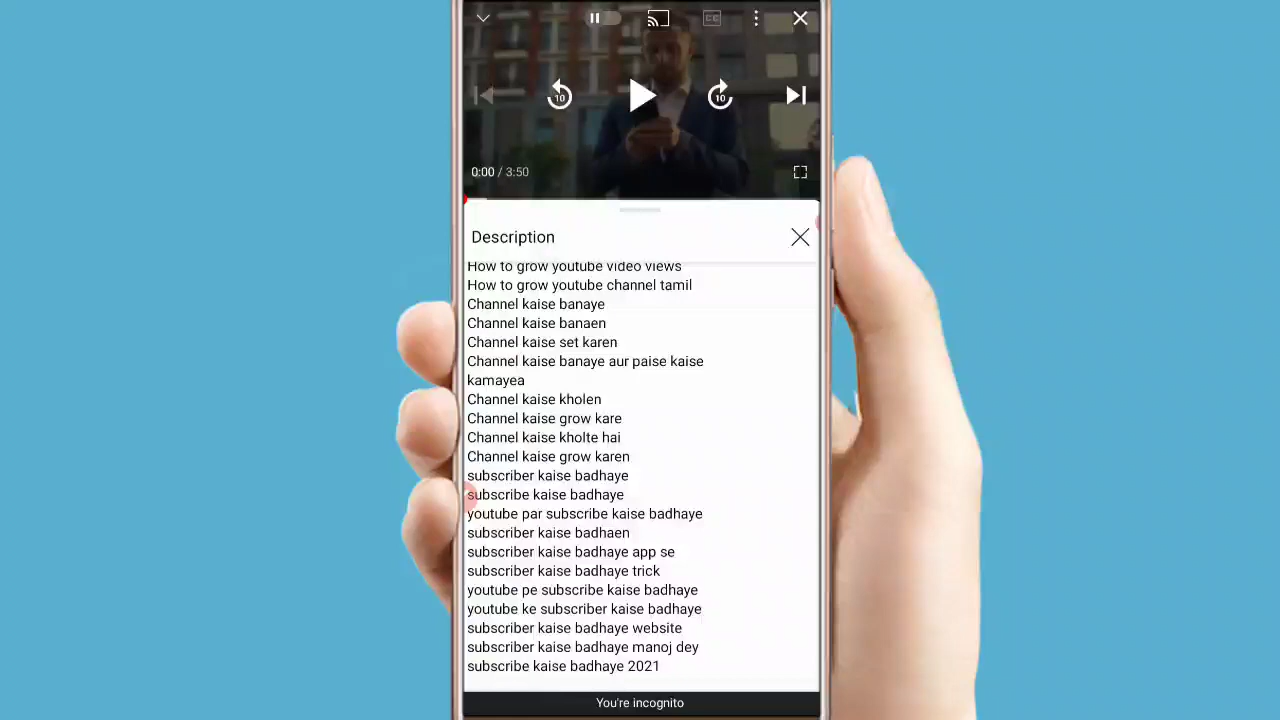 CC
10
10
0:00 / 3:50
Description
How to grow youtube video views
How to grow youtube channel tamil
Channel kaise banaye
Channel kaise banaen
Channel kaise set karen
Channel kaise banaye aur paise kaise
kamayea
Channel kaise kholen
Channel kaise grow kare
Channel kaise kholte hai
Channel kaise grow karen
subscriber kaise badhaye
subscribe kaise badhaye
youtube par subscribe kaise badhaye
subscriber kaise badhaen
subscriber kaise badhaye app se
subscriber kaise badhaye trick
youtube pe subscribe kaise badhaye
youtube ke subscriber kaise badhaye
subscriber kaise badhaye website
subscriber kaise badhaye manoj dey
subscribe kaise badhaye 2021
You're incognito